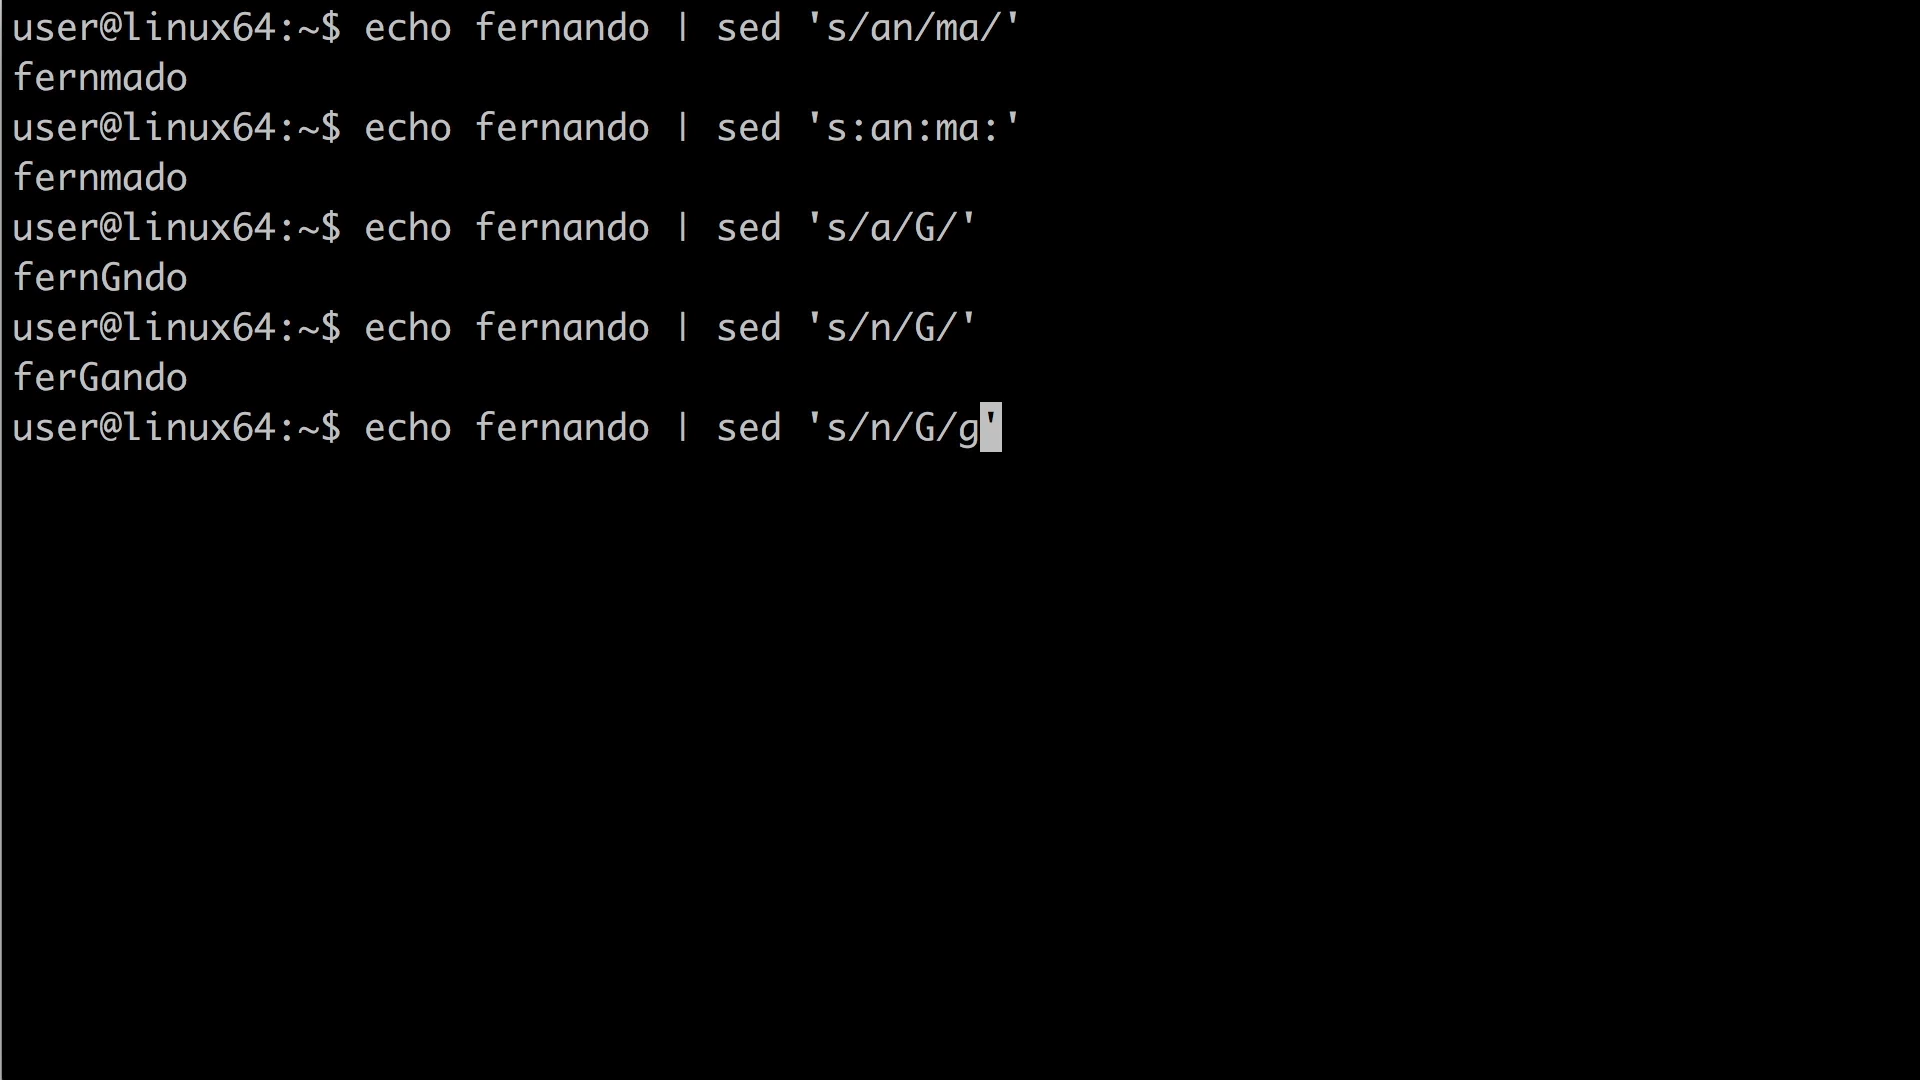 user@linux64:~$ echo fernando | sed 's/an/ma/'
fernmado
user@linux64:~$ echo fernando | sed 's:an:ma:'
fernmado
user@linux64:~$ echo fernando | sed 's/a/G/'
fernGndo
user@linux64:~$ echo fernando | sed 's/n/G/'
ferGando
user@linux64:~$ echo fernando | sed 's/n/G/g'